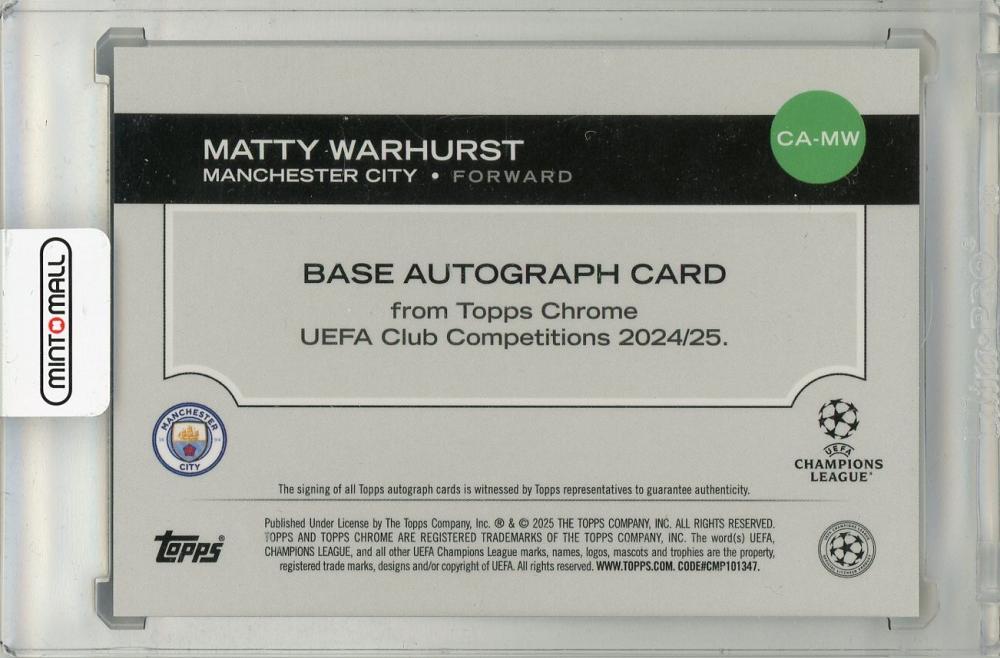 MATTY WARHURST
MANCHESTER CITY • FORWARD
CA-MW
BASE AUTOGRAPH CARD
from Topps Chrome
UEFA Club Competitions 2024/25.
MINTOMALL
MANCHESTER
CITY
UEFA
CHAMPIONS
LEAGUE®
The signing of all Topps autograph cards is witnessed by Topps representatives to guarantee authenticity.
topps®
Published Under License by The Topps Company, Inc. ® & © 2025 THE TOPPS COMPANY, INC. ALL RIGHTS RESERVED.
TOPPS AND TOPPS CHROME ARE REGISTERED TRADEMARKS OF THE TOPPS COMPANY, INC. The word(s) UEFA,
CHAMPIONS LEAGUE, and all other UEFA Champions League marks, names, logos, mascots and trophies are the property,
registered trade marks, designs and/or copyright of UEFA. All rights reserved. WWW.TOPPS.COM. CODE#CMP101347.